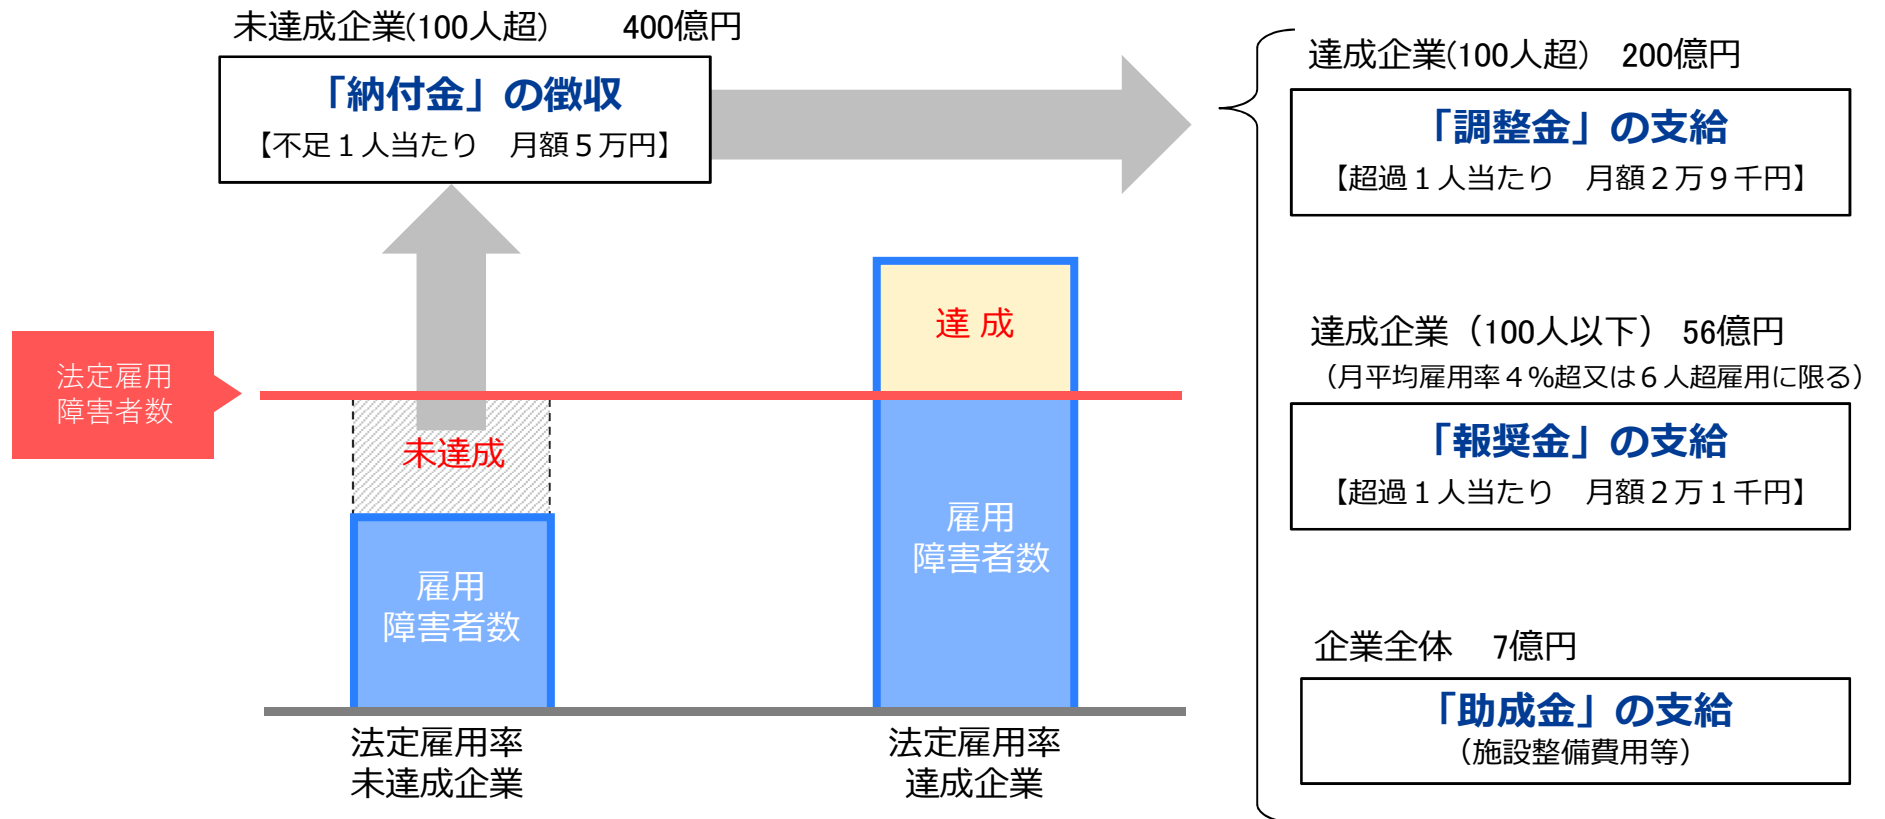 未達成企業(100人超)　　400億円
「納付金」の徴収
【不足１人当たり　月額５万円】
達成企業(100人超)　200億円
「調整金」の支給
【超過１人当たり　月額２万９千円】
達成企業（100人以下） 56億円
（月平均雇用率４%超又は６人超雇用に限る）
「報奨金」の支給
【超過１人当たり　月額２万１千円】
企業全体　7億円
「助成金」の支給
（施設整備費用等）
法定雇用
障害者数
未達成
雇用
障害者数
達 成
雇用
障害者数
法定雇用率
未達成企業
法定雇用率
達成企業